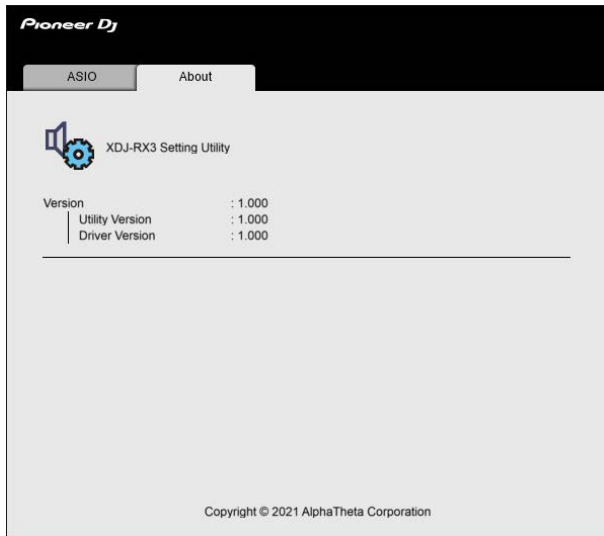 Pioneer Dj
ASIO
About
XDJ-RX3 Setting Utility
Version : 1.000
Utility Version : 1.000
Driver Version : 1.000
Copyright © 2021 AlphaTheta Corporation